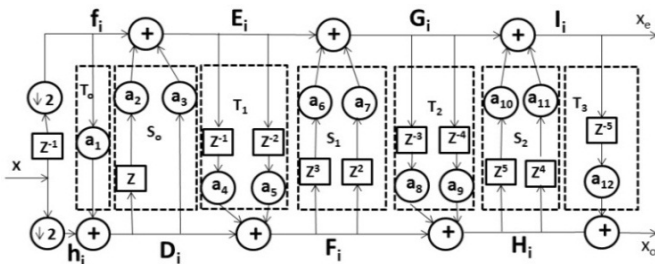 f_i E_i G_i I_i X_e
+ + +
T_o a_2 a_3 T_1 a_6 a_7 T_2 a_10 a_11 T_3
↓2
a_1 S_o Z^-1 Z^-2 S_1 Z^-3 Z^-4 S_2 Z^-5
Z^-1
x Z a_4 a_5 Z^3 Z^2 a_8 a_9 Z^5 Z^4 a_12
↓2 + + + +
h_i D_i F_i H_i X_o